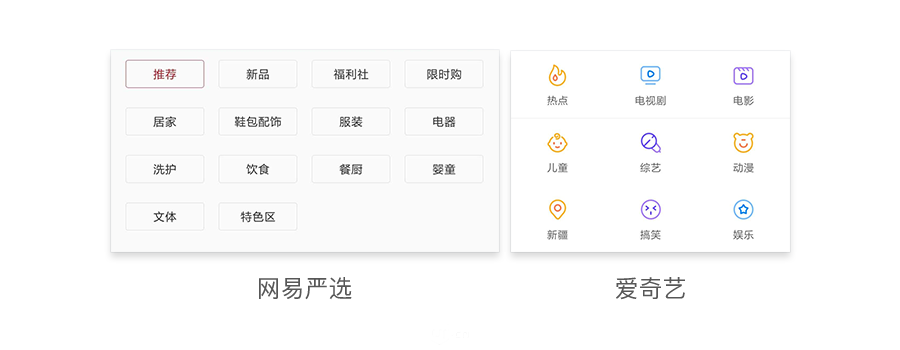 推荐 新品 福利社 限时购
居家 鞋包配饰 服装 电器
洗护 饮食 餐厨 婴童
文体 特色区
热点 电视剧 电影
儿童 综艺 动漫
新疆 搞笑 娱乐
网易严选 爱奇艺